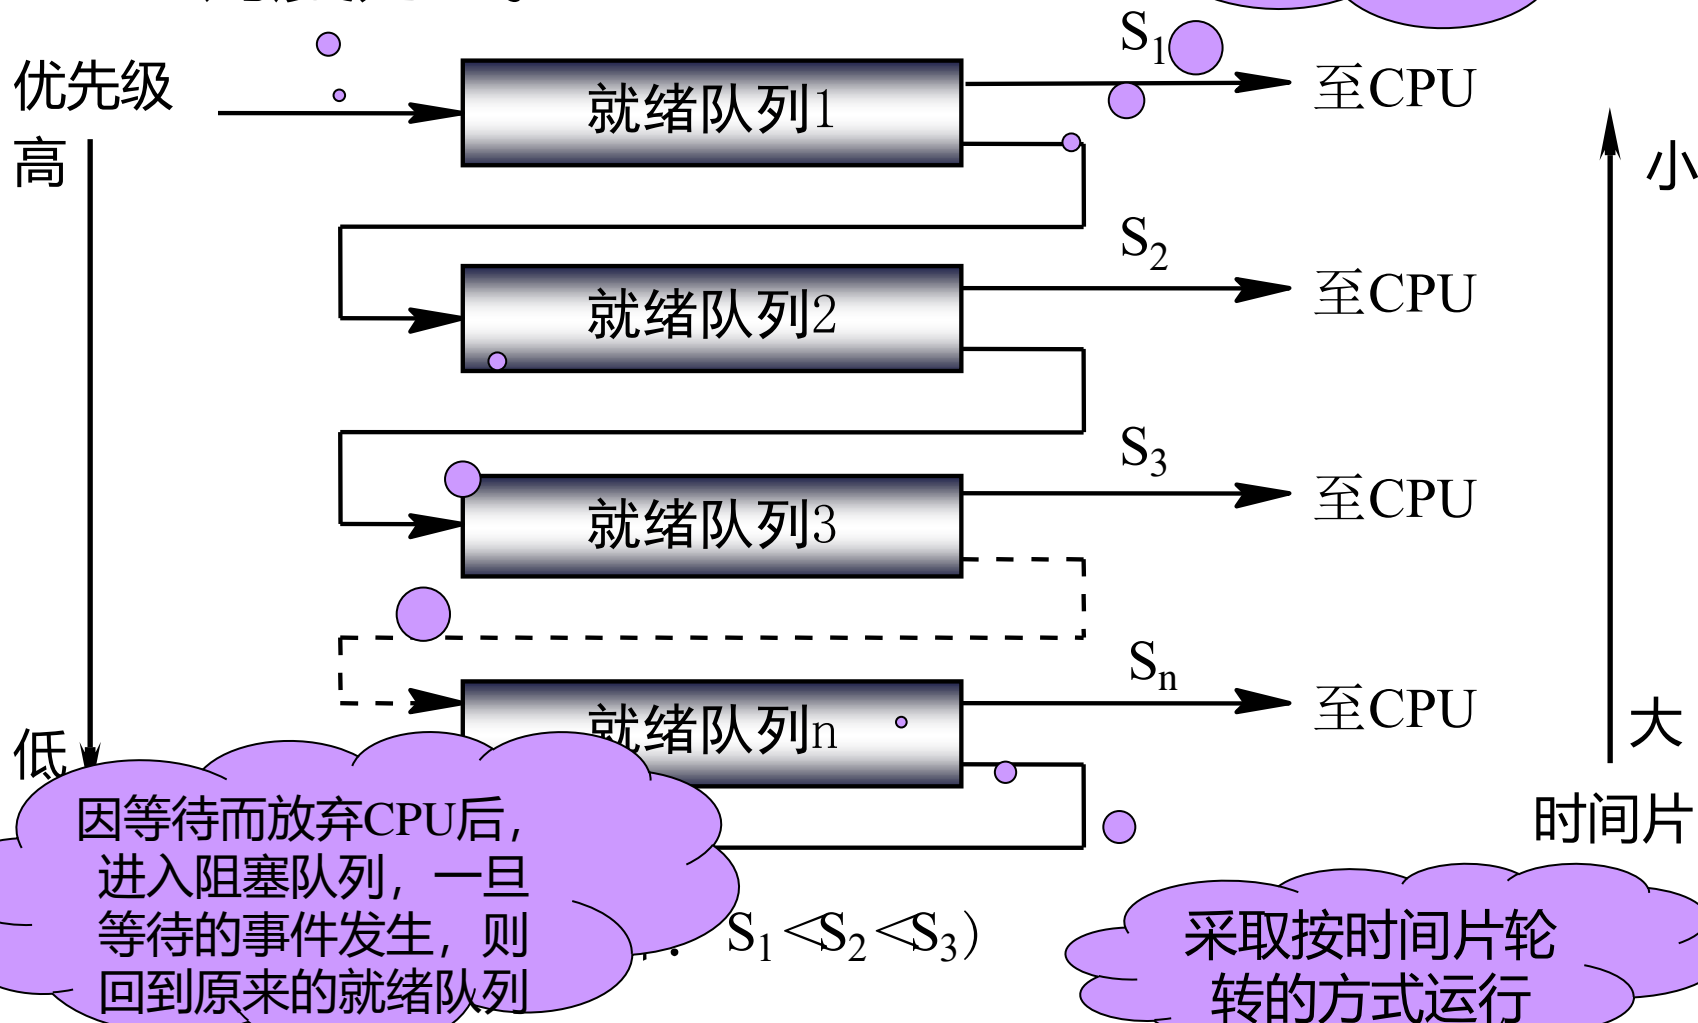 优先级
高
就绪队列1
S1
至CPU
小
就绪队列2
S2
至CPU
就绪队列3
S3
至CPU
就绪队列n
Sn
至CPU
低
大
时间片
因等待而放弃CPU后，
进入阻塞队列，一旦
等待的事件发生，则
回到原来的就绪队列
S1<S2<S3)
采取按时间片轮
转的方式运行